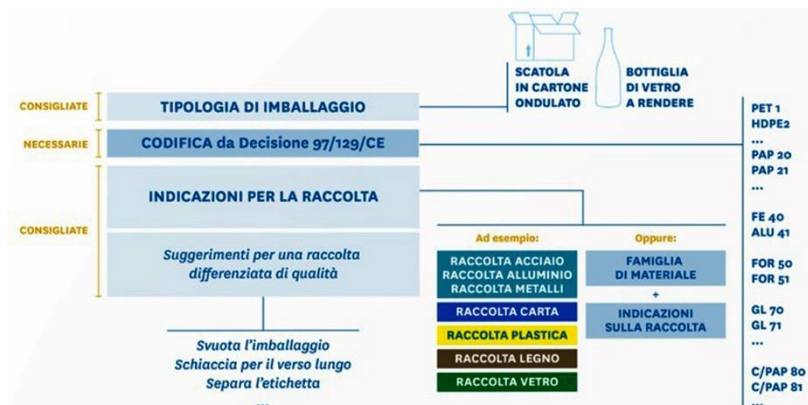 SCATOLA
IN CARTONE
ONDULATO
BOTTIGLIA
DI VETRO
A RENDERE
CONSIGLIATE
TIPOLOGIA DI IMBALLAGGIO
NECESSARIE
CODIFICA da Decisione 97/129/CE
CONSIGLIATE
INDICAZIONI PER LA RACCOLTA
Suggerimenti per una raccolta
differenziata di qualità
Svuota l'imballaggio
Schiaccia per il verso lungo
Separa l'etichetta
...
Ad esempio:
RACCOLTA ACCIAIO
RACCOLTA ALLUMINIO
RACCOLTA METALLI
RACCOLTA CARTA
RACCOLTA PLASTICA
RACCOLTA LEGNO
RACCOLTA VETRO
Oppure:
FAMIGLIA
DI MATERIALE
+
INDICAZIONI
SULLA RACCOLTA
PET 1
HDPE2
...
PAP 20
PAP 21
...
FE 40
ALU 41
FOR 50
FOR 51
GL 70
GL 71
...
C/PAP 80
C/PAP 81
...